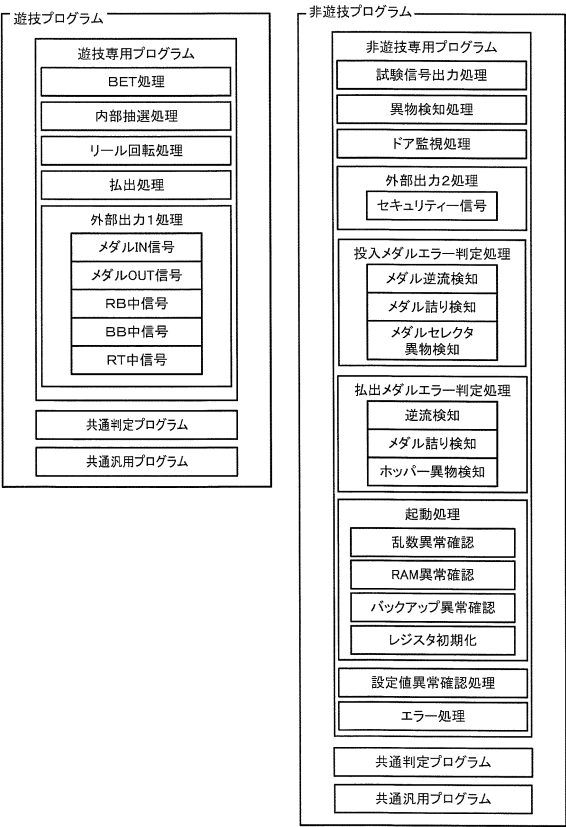 遊技プログラム
遊技専用プログラム
BET処理
内部抽選処理
リール回転処理
払出処理
外部出力1処理
メダルIN信号
メダルOUT信号
RB中信号
BB中信号
RT中信号
共通判定プログラム
共通汎用プログラム
非遊技プログラム
非遊技専用プログラム
試験信号出力処理
異物検知処理
ドア監視処理
外部出力2処理
セキュリティー信号
投入メダルエラー判定処理
メダル逆流検知
メダル詰り検知
メダルセレクタ
異物検知
払出メダルエラー判定処理
逆流検知
メダル詰り検知
ホッパー異物検知
起動処理
乱数異常確認
RAM異常確認
バックアップ異常確認
レジスタ初期化
設定値異常確認処理
エラー処理
共通判定プログラム
共通汎用プログラム